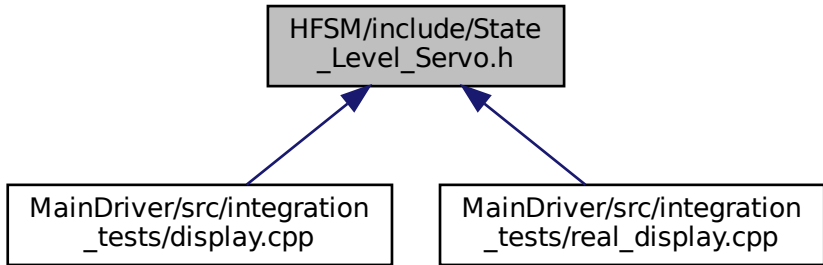 HFSM/include/State
_Level_Servo.h
MainDriver/src/integration
_tests/display.cpp
MainDriver/src/integration
_tests/real_display.cpp